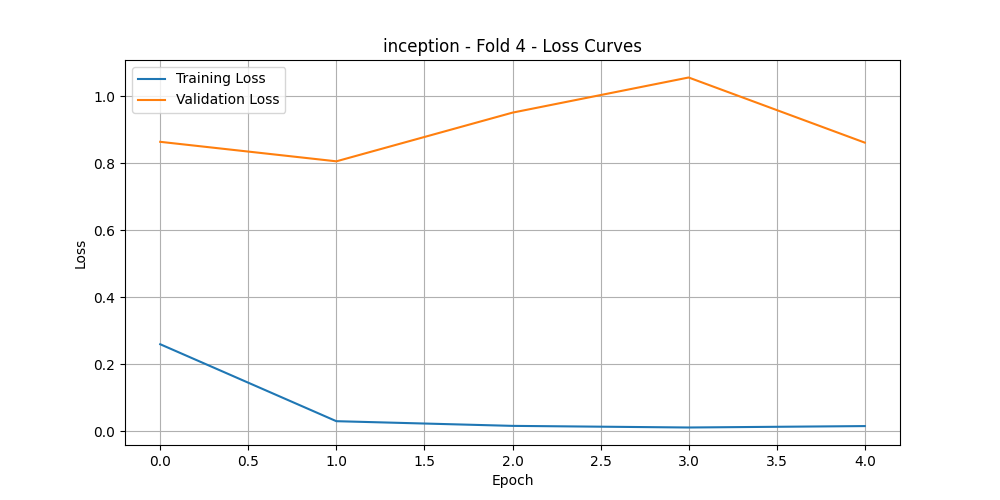 inception - Fold 4 - Loss Curves
Training Loss
Validation Loss
1.0
0.8
0.6
0.4
0.2
0.0
Loss
0.0 0.5 1.0 1.5 2.0 2.5 3.0 3.5 4.0
Epoch